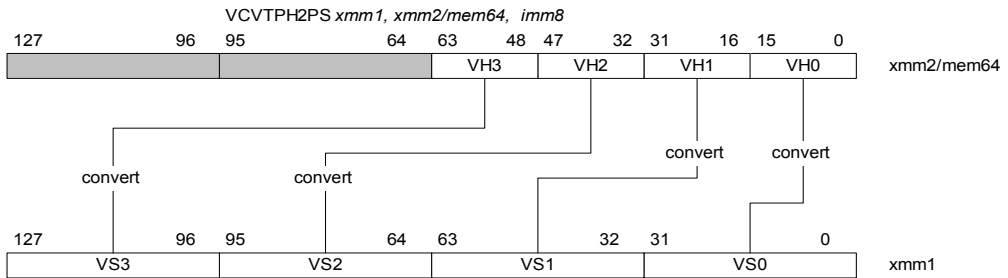 VCVTPH2PS xmm1, xmm2/mem64, imm8
127 96 95 64 63 48 47 32 31 16 15 0
VH3 VH2 VH1 VH0 xmm2/mem64
convert convert
convert convert
127 96 95 64 63 32 31 0
VS3 VS2 VS1 VS0 xmm1